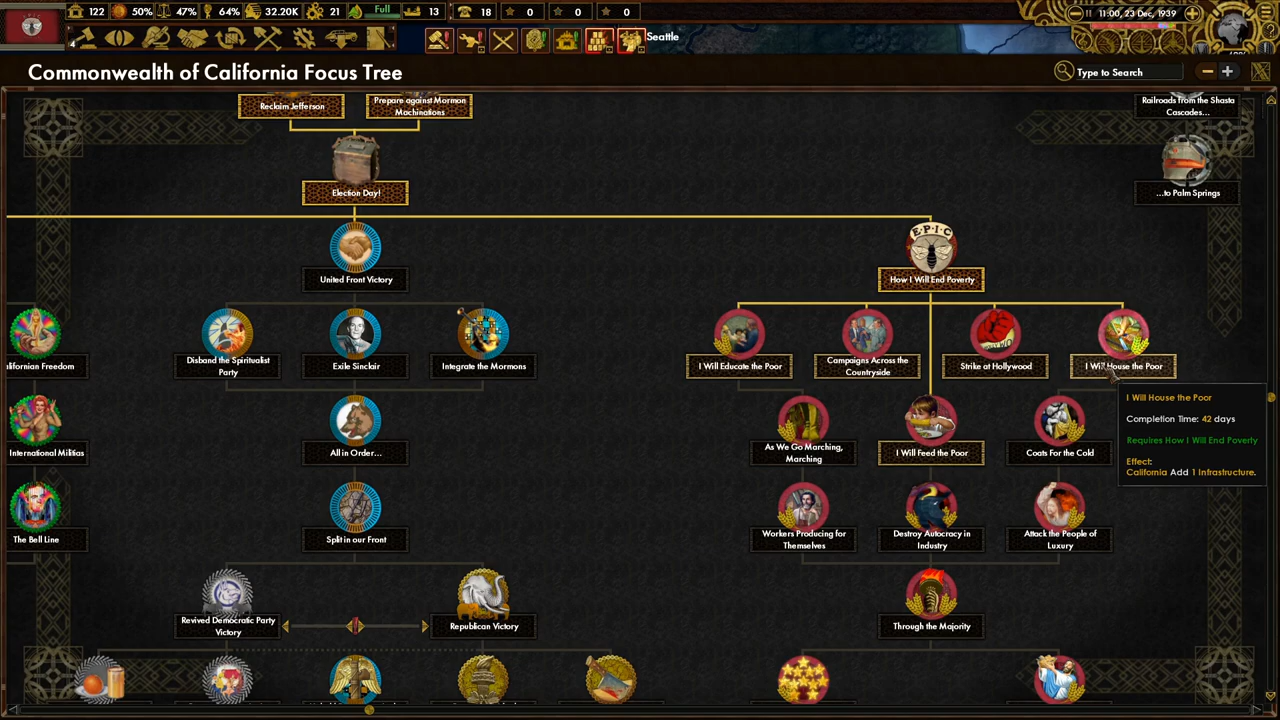 122 50% 47% 64% 32.20K 21 Full 13 18 0 0 0
11:00, 23 Dec, 1939
4
Seattle
Commonwealth of California Focus Tree
Type to Search
Reclaim Jefferson
Prepare against Mormon
Machinations
Railroads from the Shasta
Cascades...
Election Day!
...to Palm Springs
E.P.I.C
United Front Victory
How I Will End Poverty
alifornian Freedom
Disband the Spiritualist
Party
Exile Sinclair
Integrate the Mormons
I Will Educate the Poor
Campaigns Across the
Countryside
Strike at Hollywood
I Will House the Poor
I Will House the Poor
Completion Time: 42 days
Requires How I Will End Poverty
Effect:
California Add 1 Infrastructure.
International Militias
All in Order...
As We Go Marching,
Marching
I Will Feed the Poor
Coats For the Cold
The Bell Line
Split in our Front
Workers Producing for
Themselves
Destroy Autocracy in
Industry
Attack the People of
Luxury
Revived Democratic Party
Victory
Republican Victory
Through the Majority